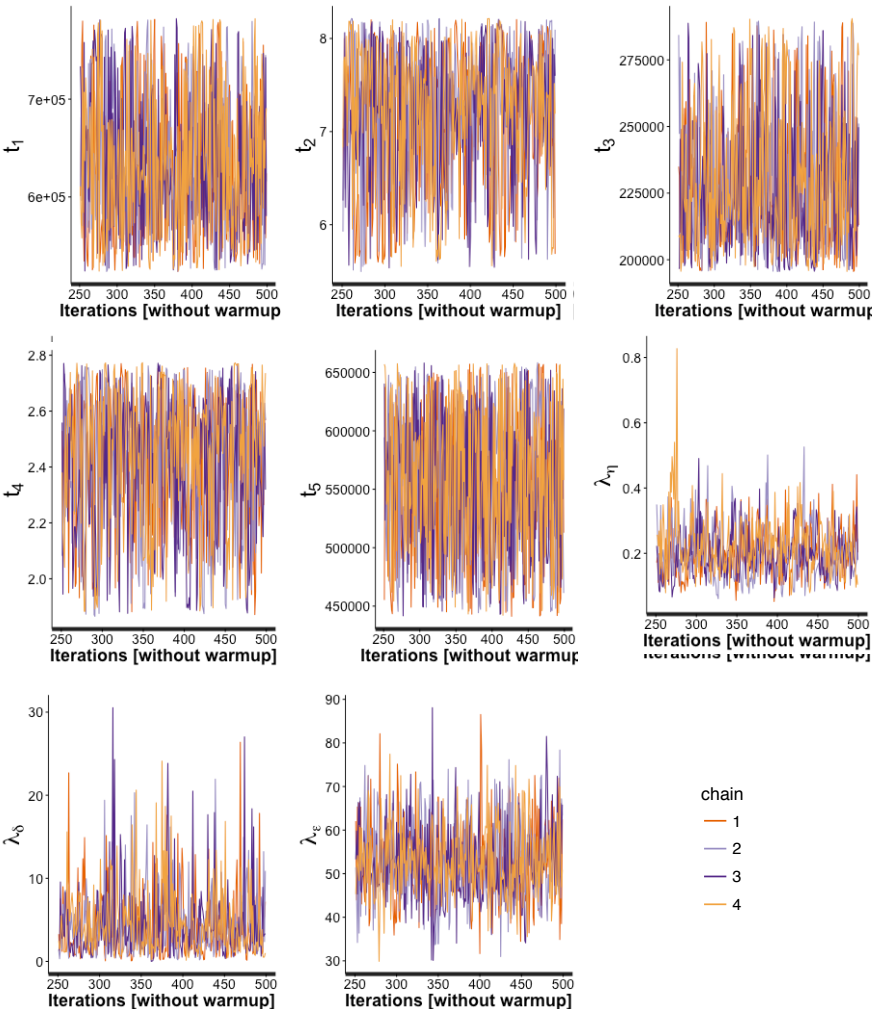 7e+05
6e+05
t1
250 300 350 400 450 500
Iterations [without warmup
8
7
6
t2
250 300 350 400 450 500
Iterations [without warmup]
275000
250000
225000
200000
t3
250 300 350 400 450 500
Iterations [without warmup
2.8
2.6
2.4
2.2
2.0
t4
250 300 350 400 450 500
Iterations [without warmup]
650000
600000
550000
500000
450000
t5
250 300 350 400 450 500
Iterations [without warmup
0.8
0.6
0.4
0.2
λη
250 300 350 400 450 500
Iterations [without warmup]
Iterations [without warmup]
30
20
10
0
λδ
250 300 350 400 450 500
Iterations [without warmup]
90
80
70
60
50
40
30
λε
250 300 350 400 450 500
Iterations [without warmup]
chain
1
2
3
4